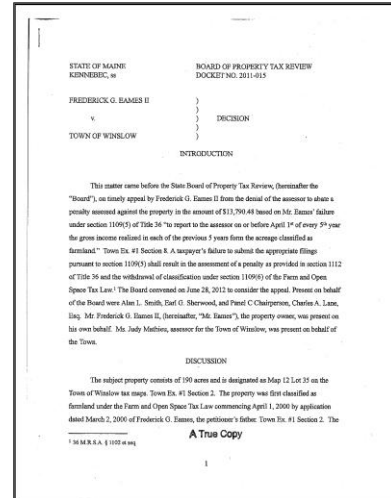 STATE OF MAINE BOARD OF PROPERTY TAX REVIEW
KENNEBEC, ss DOCKET NO. 2011-015
FREDERICK G. EAMES II )
)
v. ) DECISION
)
TOWN OF WINSLOW )
INTRODUCTION
This matter came before the State Board of Property Tax Review, (hereinafter the
"Board"), on timely appeal by Frederick G. Eames II from the denial of the assessor to abate a
penalty assessed against the property in the amount of $13,790.48 based on Mr. Eames' failure
under section 1109(5) of Title 36 "to report to the assessor on or before April 1st of every 5th year
the gross income realized in each of the previous 5 years form the acreage classified as
farmland." Town Ex. #1 Section 8. A taxpayer's failure to submit the appropriate filings
pursuant to section 1109(5) shall result in the assessment of a penalty as provided in section 1112
of Title 36 and the withdrawal of classification under section 1109(6) of the Farm and Open
Space Tax Law.1 The Board convened on June 28, 2012 to consider the appeal. Present on behalf
of the Board were Alan L. Smith, Earl G. Sherwood, and Panel C Chairperson, Charles A. Lane,
Esq. Mr. Frederick G. Eames II, (hereinafter, "Mr. Eames"), the property owner, was present on
his own behalf. Ms. Judy Mathieu, assessor for the Town of Winslow, was present on behalf of
the Town.
DISCUSSION
The subject property consists of 190 acres and is designated as Map 12 Lot 35 on the
Town of Winslow tax maps. Town Ex. #1 Section 2. The property was first classified as
farmland under the Farm and Open Space Tax Law commencing April 1, 2000 by application
dated March 2, 2000 of Frederick G. Eames, the petitioner's father. Town Ex. #1 Section 2. The
A True Copy
1 36 M.R.S.A. § 1102 et seq
1